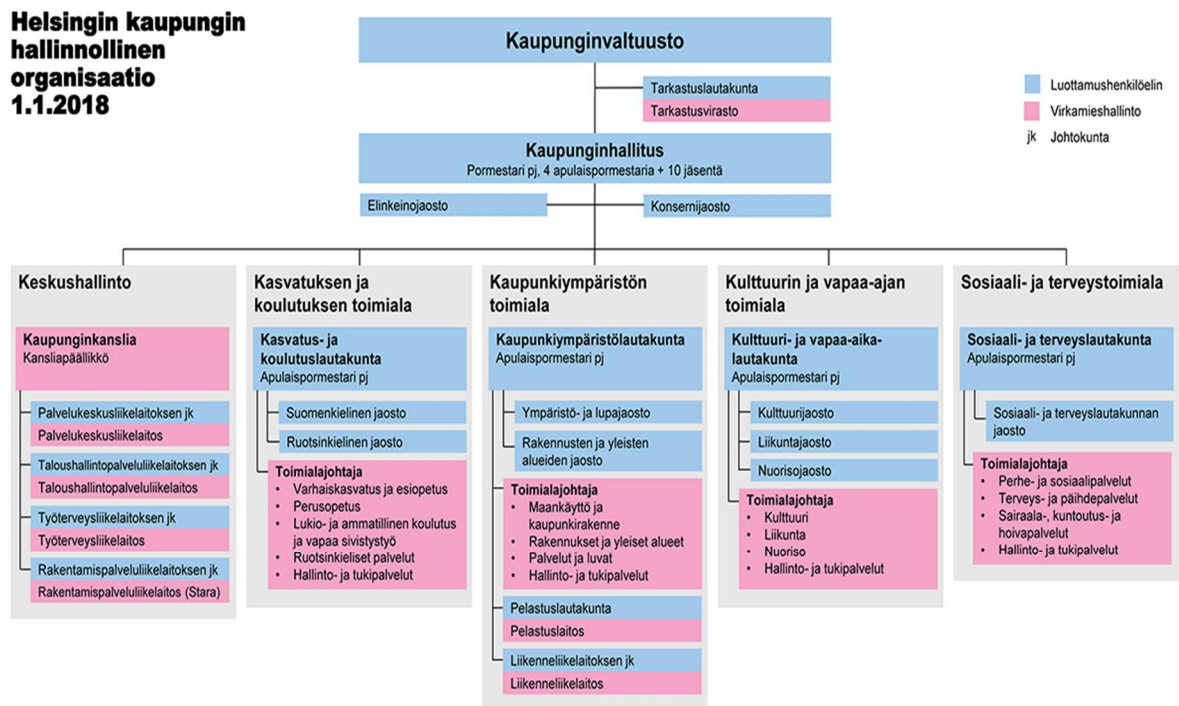 Helsingin kaupungin
hallinnollinen
organisaatio
1.1.2018
Kaupunginvaltuusto
Tarkastuslautakunta
Tarkastusvirasto
Luottamushenkilöelin
Virkamieshallinto
jk Johtokunta
Kaupunginhallitus
Pormestari pj, 4 apulaispormestaria + 10 jäsentä
Elinkeinojaosto
Konsernijaosto
Keskushallinto
Kaupunginkanslia
Kansliapäällikkö
Palvelukeskusliikelaitoksen jk
Palvelukeskusliikelaitos
Taloushallintopalveluliikelaitoksen jk
Taloushallintopalveluliikelaitos
Työterveysliikelaitoksen jk
Työterveysliikelaitos
Rakentamispalveluliikelaitoksen jk
Rakentamispalveluliikelaitos (Stara)
Kasvatuksen ja
koulutuksen toimiala
Kasvatus- ja
koulutuslautakunta
Apulaispormestari pj
Suomenkielinen jaosto
Ruotsinkielinen jaosto
Toimialajohtaja
• Varhaiskasvatus ja esiopetus
• Perusopetus
• Lukio- ja ammatillinen koulutus
ja vapaa sivistystyö
• Ruotsinkieliset palvelut
• Hallinto- ja tukipalvelut
Kaupunkiympäristön
toimiala
Kaupunkiympäristölautakunta
Apulaispormestari pj
Ympäristö- ja lupajaosto
Rakennusten ja yleisten
alueiden jaosto
Toimialajohtaja
• Maankäyttö ja
kaupunkirakenne
• Rakennukset ja yleiset alueet
• Palvelut ja luvat
• Hallinto- ja tukipalvelut
Pelastuslautakunta
Pelastuslaitos
Liikenneliikelaitoksen jk
Liikenneliikelaitos
Kulttuurin ja vapaa-ajan
toimiala
Kulttuuri- ja vapaa-aika-
lautakunta
Apulaispormestari pj
Kulttuurijaosto
Liikuntajaosto
Nuorisojaosto
Toimialajohtaja
• Kulttuuri
• Liikunta
• Nuoriso
• Hallinto- ja tukipalvelut
Sosiaali- ja terveystoimiala
Sosiaali- ja terveyslautakunta
Apulaispormestari pj
Sosiaali- ja terveyslautakunnan
jaosto
Toimialajohtaja
• Perhe- ja sosiaalipalvelut
• Terveys- ja päihdepalvelut
• Sairaala-, kuntoutus- ja
hoivapalvelut
• Hallinto- ja tukipalvelut